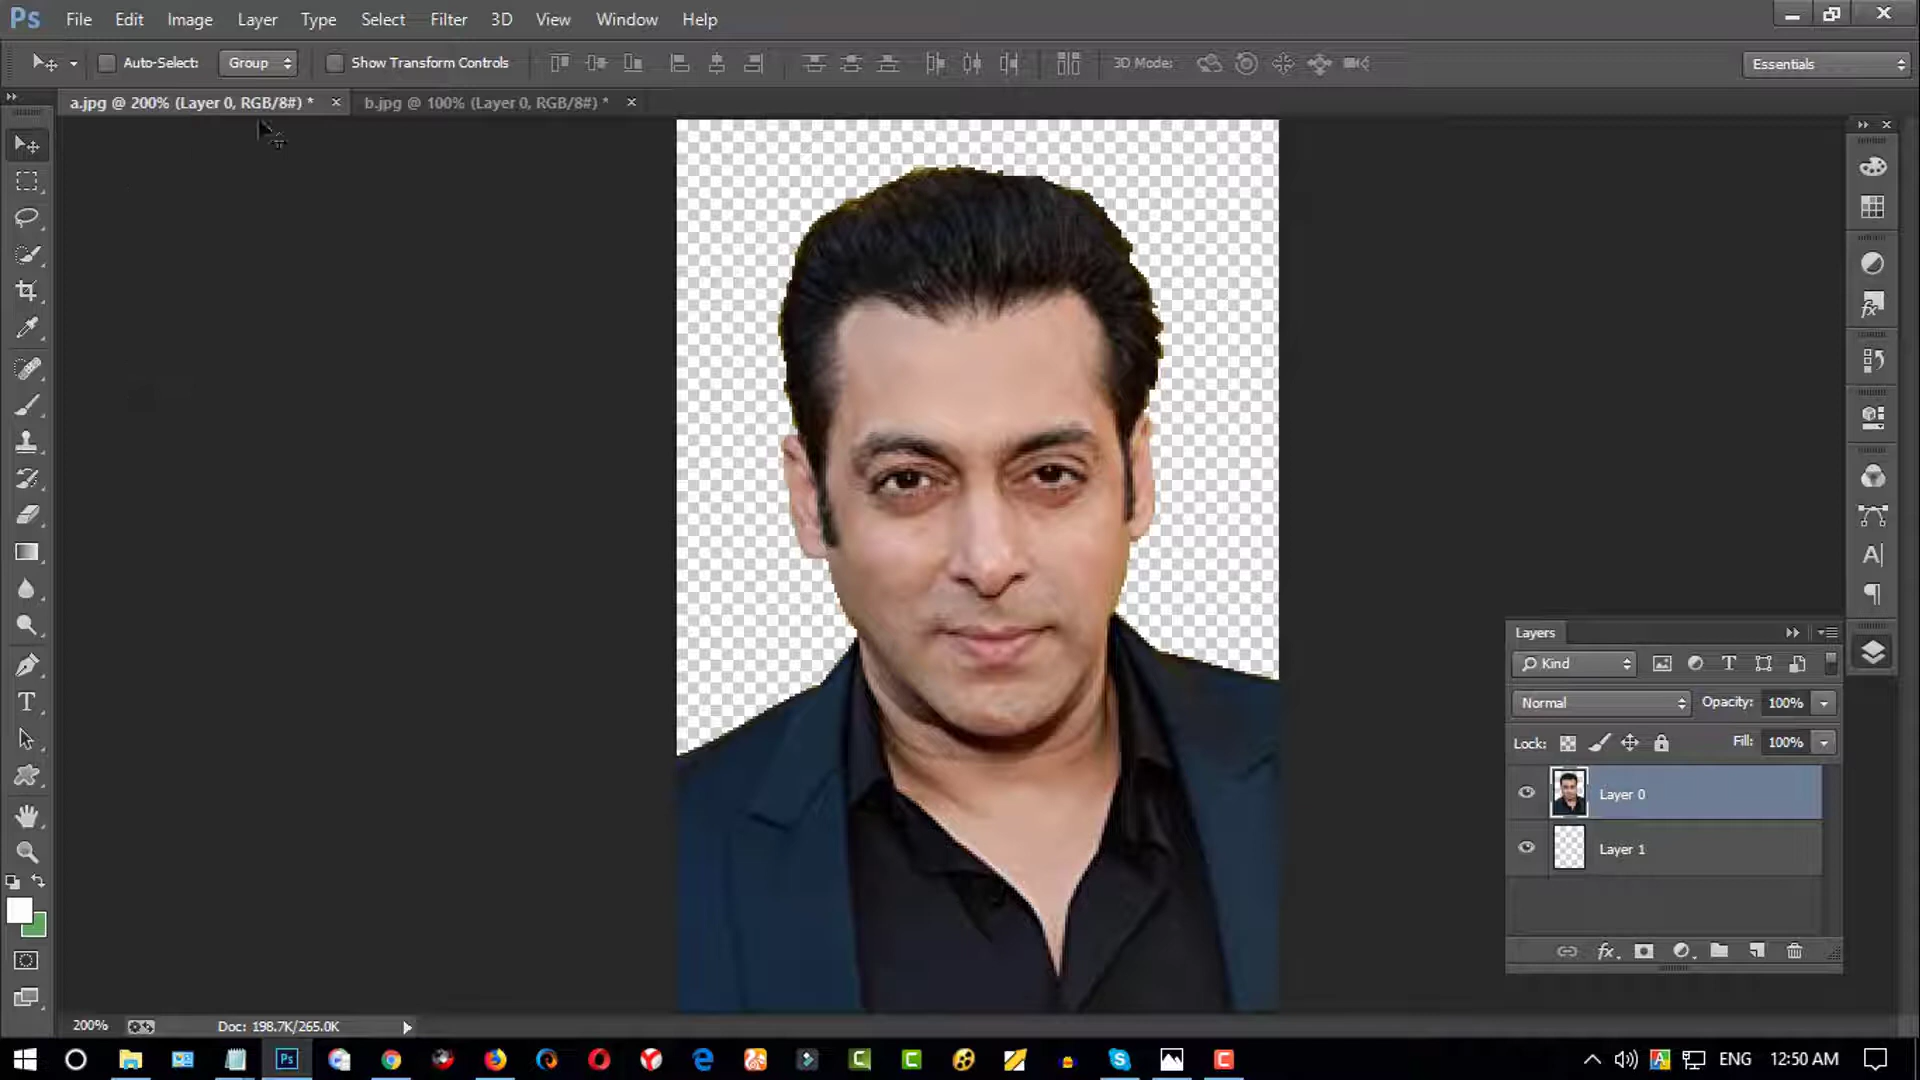 Ps File Edit Image Layer Type Select Filter 3D View Window Help
Auto-Select: Group Show Transform Controls 3D Mode: Essentials
a.jpg @ 200% (Layer 0, RGB/8#) * × b.jpg @ 100% (Layer 0, RGB/8#) * ×
Layers
Kind
Normal Opacity: 100%
Lock: Fill: 100%
Layer 0
Layer 1
200% Doc: 198.7K/265.0K
Ps ENG 12:50 AM